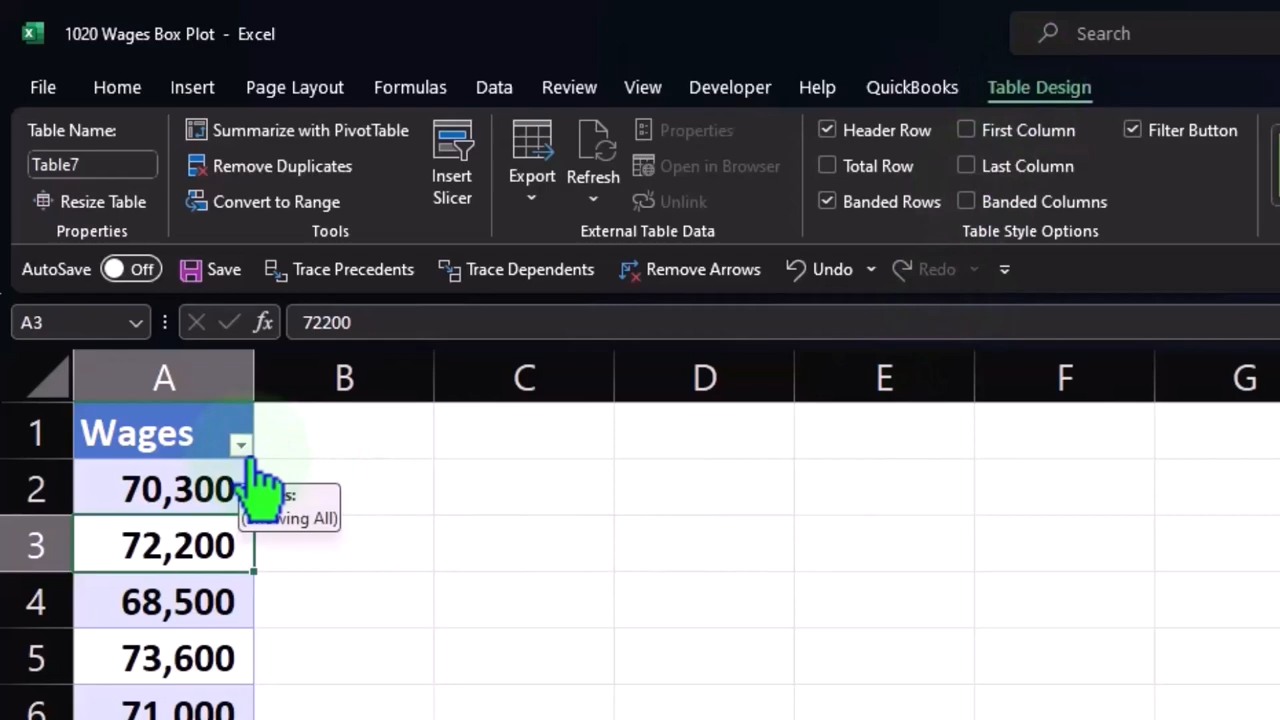 1020 Wages Box Plot - Excel
Search
File Home Insert Page Layout Formulas Data Review View Developer Help QuickBooks Table Design
Table Name:
Table7
Resize Table
Properties
Summarize with PivotTable
Remove Duplicates
Convert to Range
Tools
Insert
Slicer
Export
Refresh
Properties
Open in Browser
Unlink
External Table Data
Header Row
Total Row
Banded Rows
First Column
Last Column
Banded Columns
Filter Button
Table Style Options
AutoSave Off Save Trace Precedents Trace Dependents Remove Arrows Undo Redo
A3 fx 72200
A B C D E F G
1 Wages
2 70,300
All)
3 72,200
4 68,500
5 73,600
6 71,000